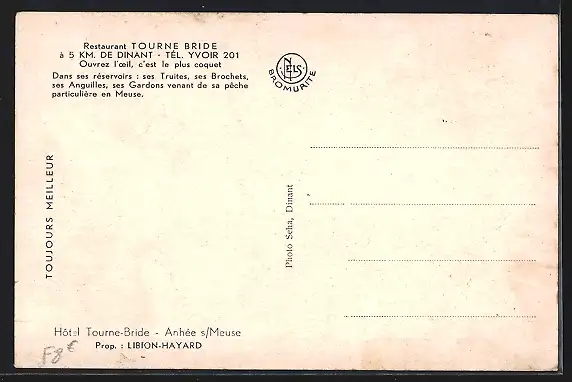 Restaurant TOURNE BRIDE
à 5 KM. DE DINANT - TÉL. YVOIR 201
Ouvrez l'œil, c'est le plus coquet
Dans ses réservoirs : ses Truites, ses Brochets,
ses Anguilles, ses Gardons venant de sa pêche
particulière en Meuse.
NELS
BROMURITE
TOUJOURS MEILLEUR
Photo Seha, Dinant
Hôtel Tourne-Bride - Anhée s/Meuse
Prop. : LIBION-HAYARD
F8€